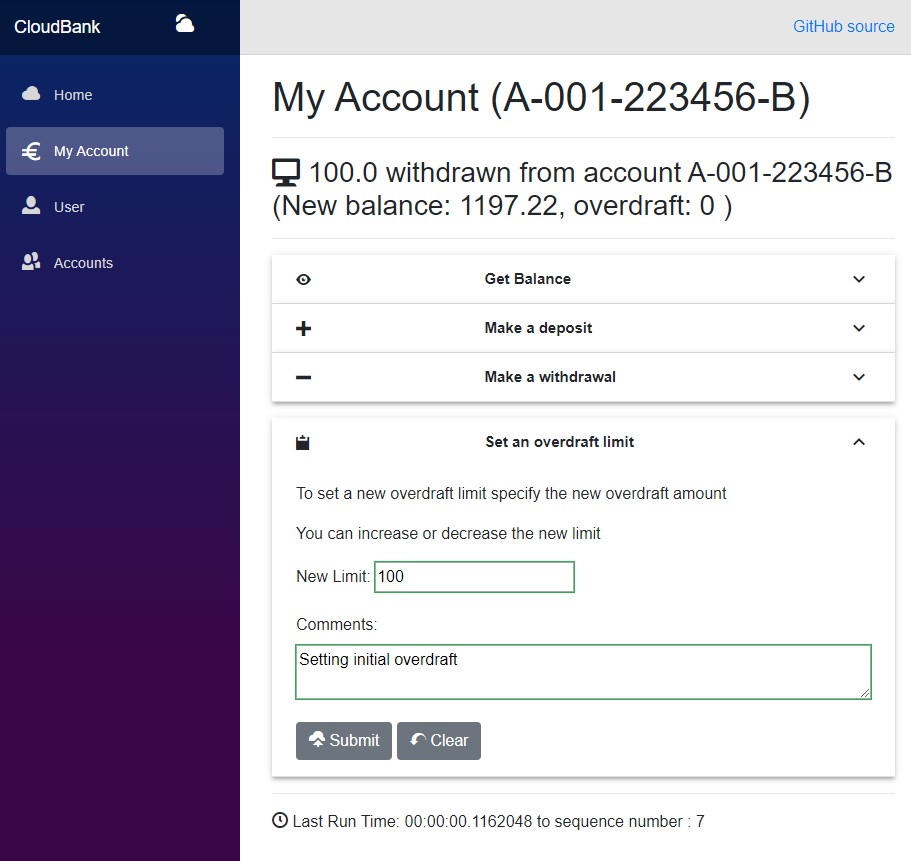 CloudBank
GitHub source
Home
My Account
User
Accounts
My Account (A-001-223456-B)
100.0 withdrawn from account A-001-223456-B
(New balance: 1197.22, overdraft: 0 )
Get Balance
Make a deposit
Make a withdrawal
Set an overdraft limit
To set a new overdraft limit specify the new overdraft amount
You can increase or decrease the new limit
New Limit: 100
Comments:
Setting initial overdraft
Submit Clear
Last Run Time: 00:00:00.1162048 to sequence number : 7